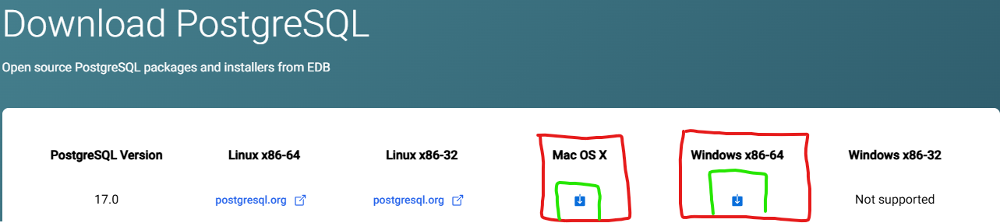 Download PostgreSQL
Open source PostgreSQL packages and installers from EDB
PostgreSQL Version Linux x86-64 Linux x86-32 Mac OS X Windows x86-64 Windows x86-32
17.0 postgresql.org postgresql.org Not supported